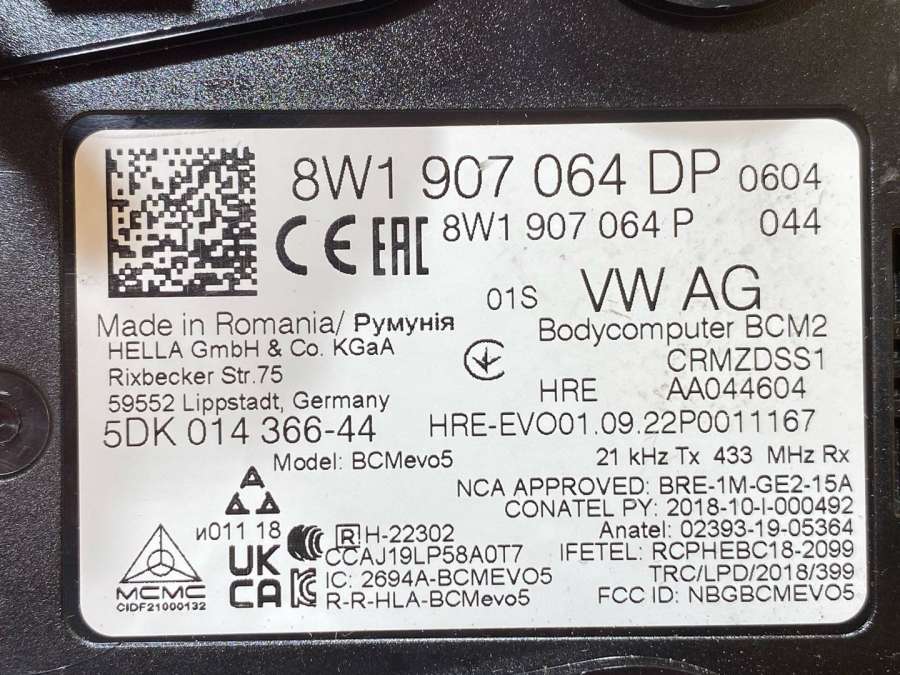 8W1 907 064 DP 0604
8W1 907 064 P 044
CE EAC
01S VW AG
Made in Romania/ Румунія
Bodycomputer BCM2
HELLA GmbH & Co. KGaA
CRMZDSS1
Rixbecker Str.75
HRE AA044604
59552 Lippstadt, Germany
5DK 014 366-44
HRE-EVO01.09.22P0011167
Model: BCMevo5
21 kHz Tx 433 MHz Rx
NCA APPROVED: BRE-1M-GE2-15A
CONATEL PY: 2018-10-I-000492
Anatel: 02393-19-05364
и011 18
R H-22302
CCAJ19LP58A0T7
IFETEL: RCPHEBC18-2099
UK
CA
IC: 2694A-BCMEVO5
TRC/LPD/2018/399
R-R-HLA-BCMevo5
FCC ID: NBGBCMEVO5
MCMC
CIDF21000132